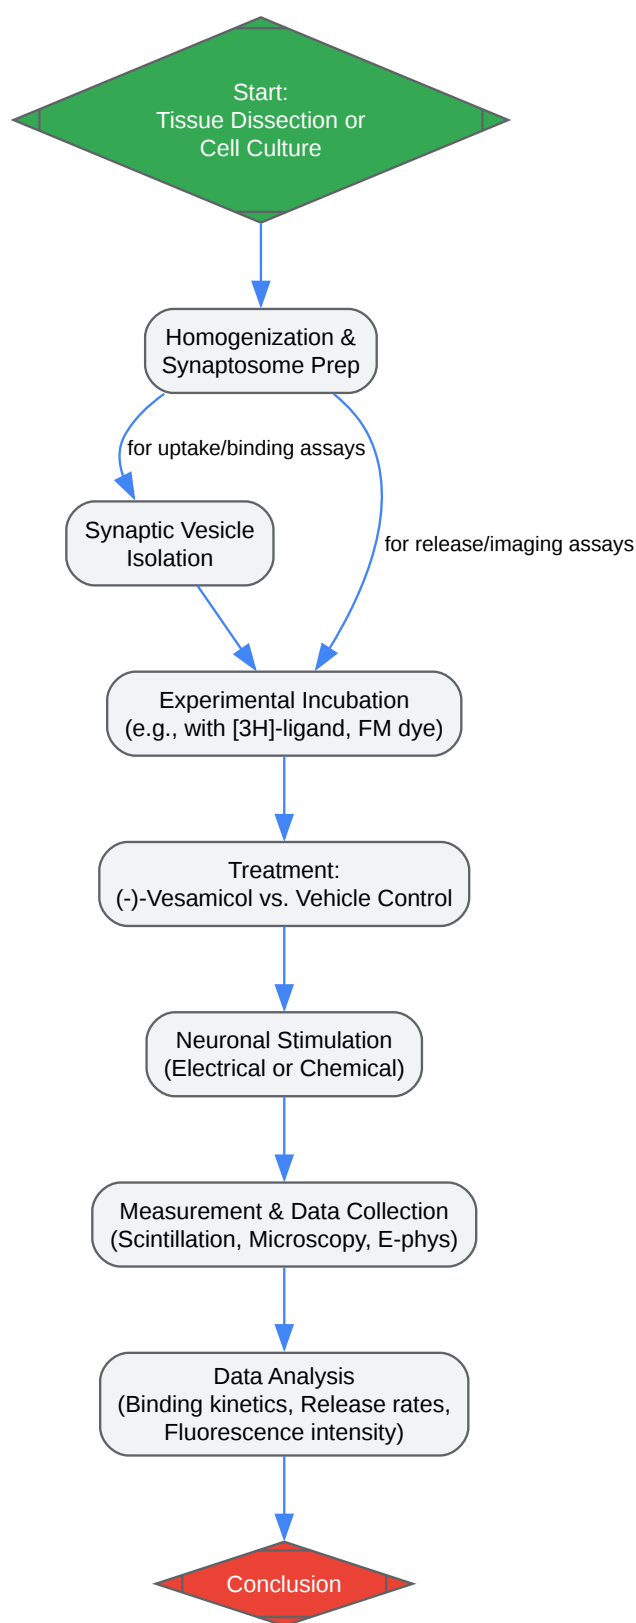 Start:
Tissue Dissection or
Cell Culture
Homogenization &
Synaptosome Prep
for uptake/binding assays
Synaptic Vesicle
Isolation
for release/imaging assays
Experimental Incubation
(e.g., with [3H]-ligand, FM dye)
Treatment:
(-)-Vesamicol vs. Vehicle Control
Neuronal Stimulation
(Electrical or Chemical)
Measurement & Data Collection
(Scintillation, Microscopy, E-phys)
Data Analysis
(Binding kinetics, Release rates,
Fluorescence intensity)
Conclusion